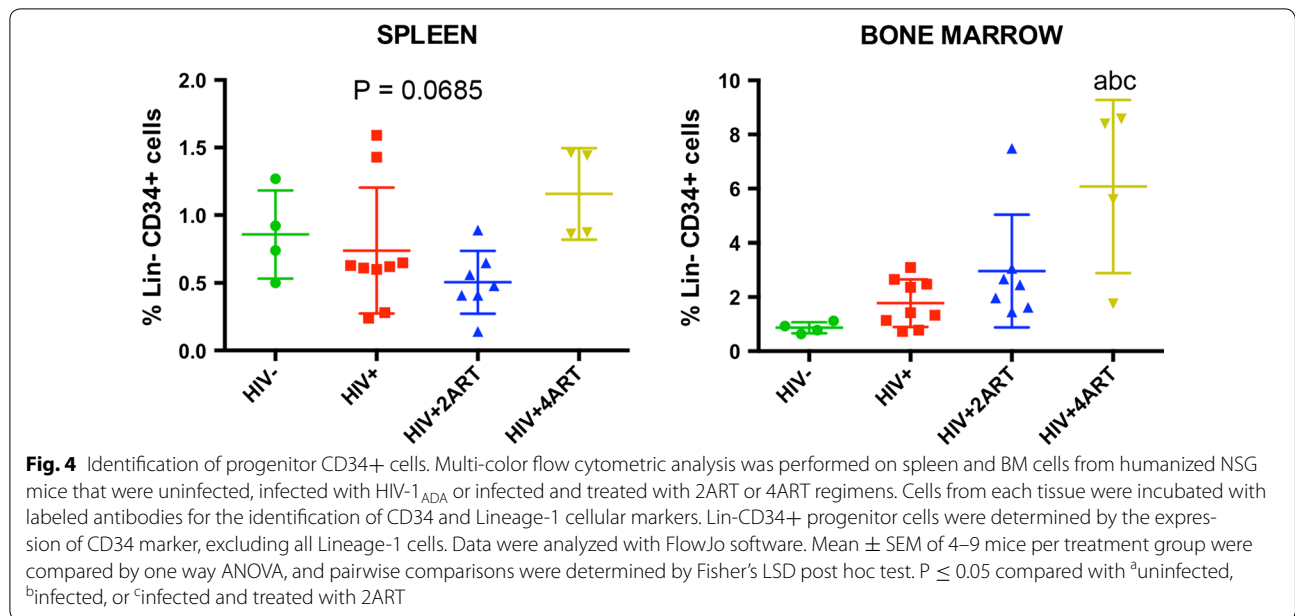 SPLEEN
% Lin- CD34+ cells
2.0
1.5
1.0
0.5
0.0
P = 0.0685
HIV-
HIV+
HIV+2ART
HIV+4ART
BONE MARROW
% Lin- CD34+ cells
10
8
6
4
2
0
abc
HIV-
HIV+
HIV+2ART
HIV+4ART
Fig. 4 Identification of progenitor CD34+ cells. Multi-color flow cytometric analysis was performed on spleen and BM cells from humanized NSG
mice that were uninfected, infected with HIV-1ADA or infected and treated with 2ART or 4ART regimens. Cells from each tissue were incubated with
labeled antibodies for the identification of CD34 and Lineage-1 cellular markers. Lin-CD34+ progenitor cells were determined by the expres-
sion of CD34 marker, excluding all Lineage-1 cells. Data were analyzed with FlowJo software. Mean ± SEM of 4–9 mice per treatment group were
compared by one way ANOVA, and pairwise comparisons were determined by Fisher's LSD post hoc test. P ≤ 0.05 compared with auninfected,
binfected, or cinfected and treated with 2ART